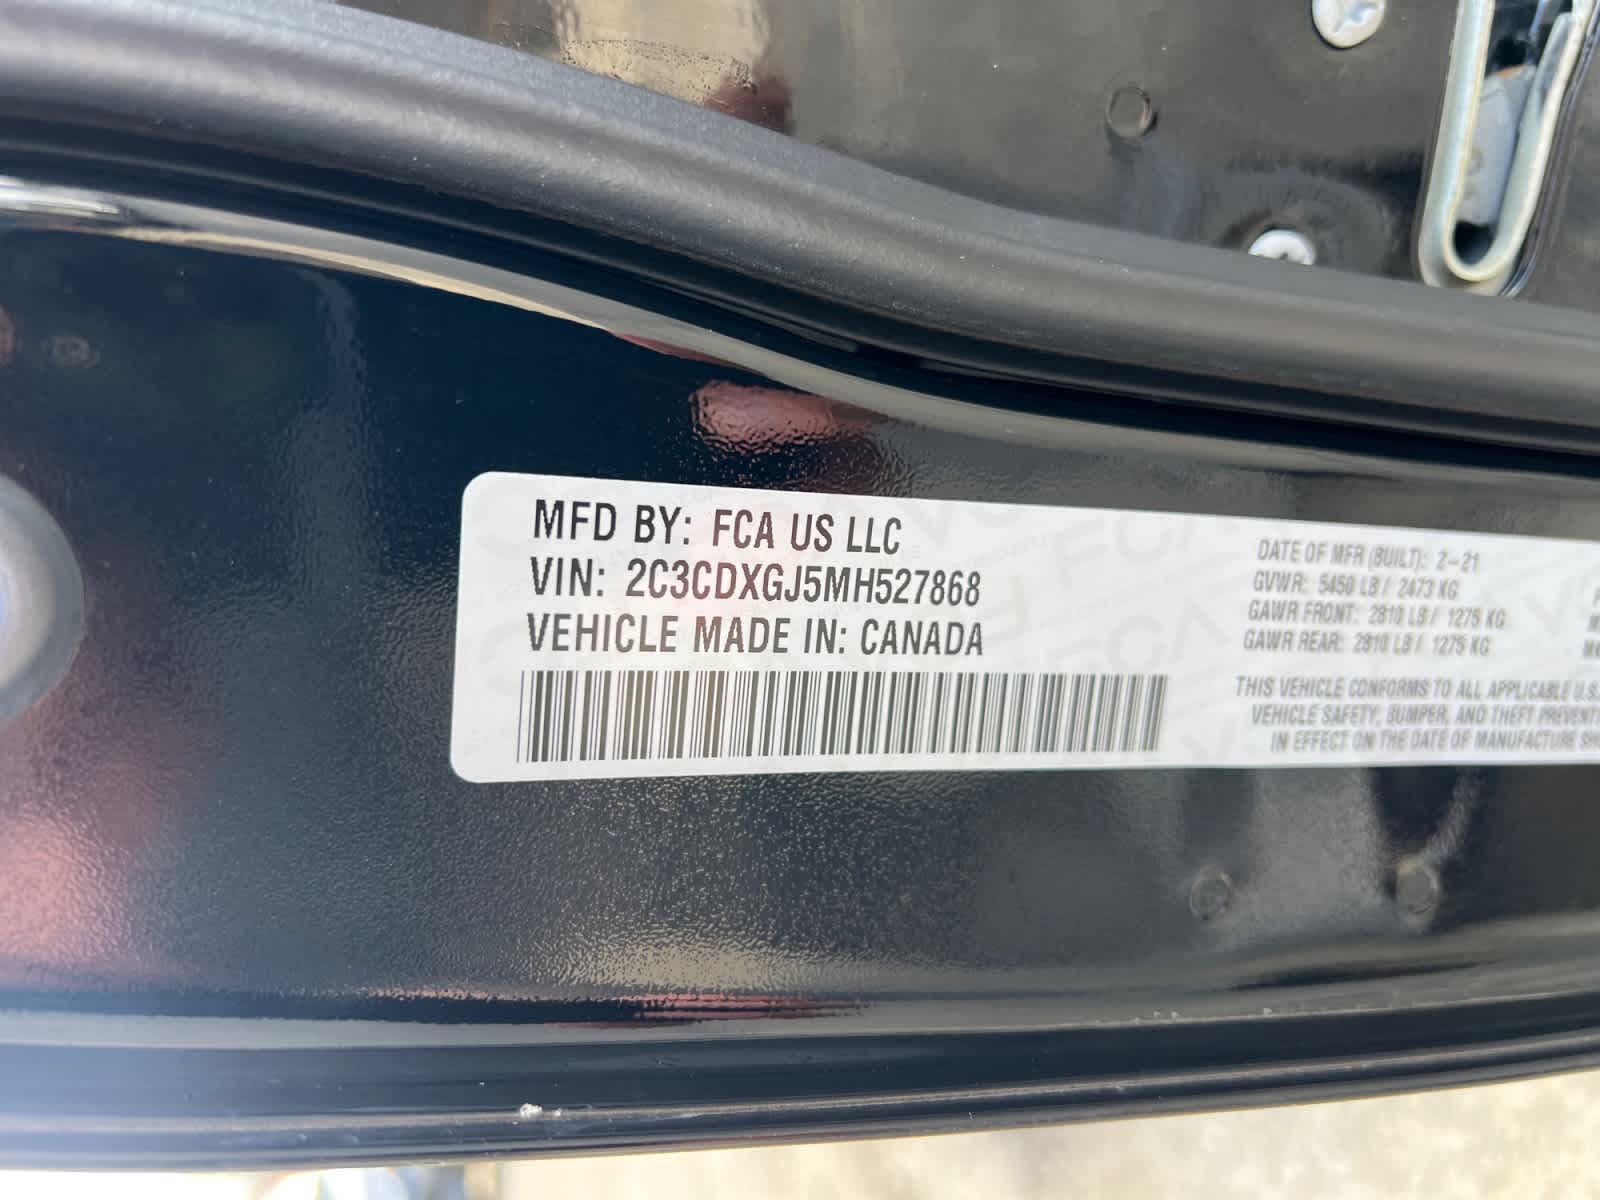 MFD BY: FCA US LLC
VIN: 2C3CDXGJ5MH527868
VEHICLE MADE IN: CANADA
DATE OF MFR (BUILT): 2-21
GVWR: 5450 LB / 2473 KG
GAWR FRONT: 2810 LB / 1275 KG
GAWR REAR: 2810 LB / 1275 KG
THIS VEHICLE CONFORMS TO ALL APPLICABLE U.S.
VEHICLE SAFETY, BUMPER, AND THEFT PREVENTI
IN EFFECT ON THE DATE OF MANUFACTURE SH